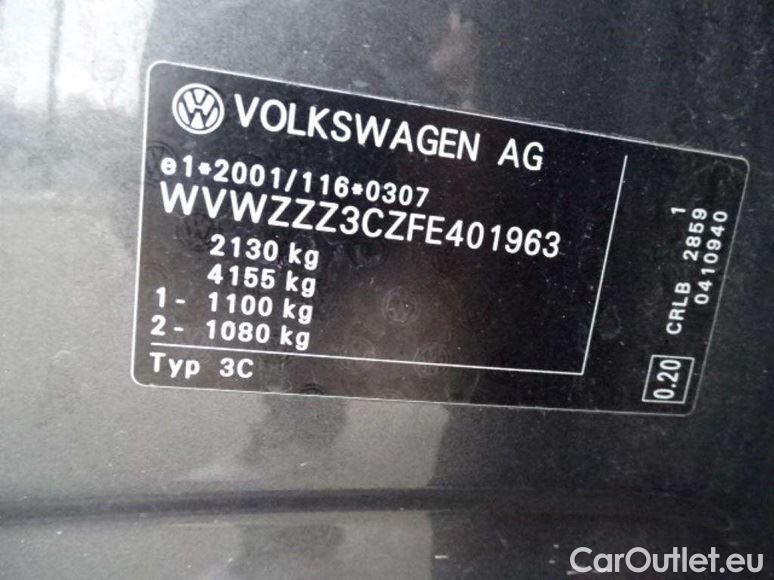 VOLKSWAGEN AG
e1*2001/116*0307
WVWZZZ3CZFE401963
2130 kg
4155 kg
1- 1100 kg
2- 1080 kg
Typ 3C
0.20
CRLB 2859 1
0410940
CarOutlet.eu